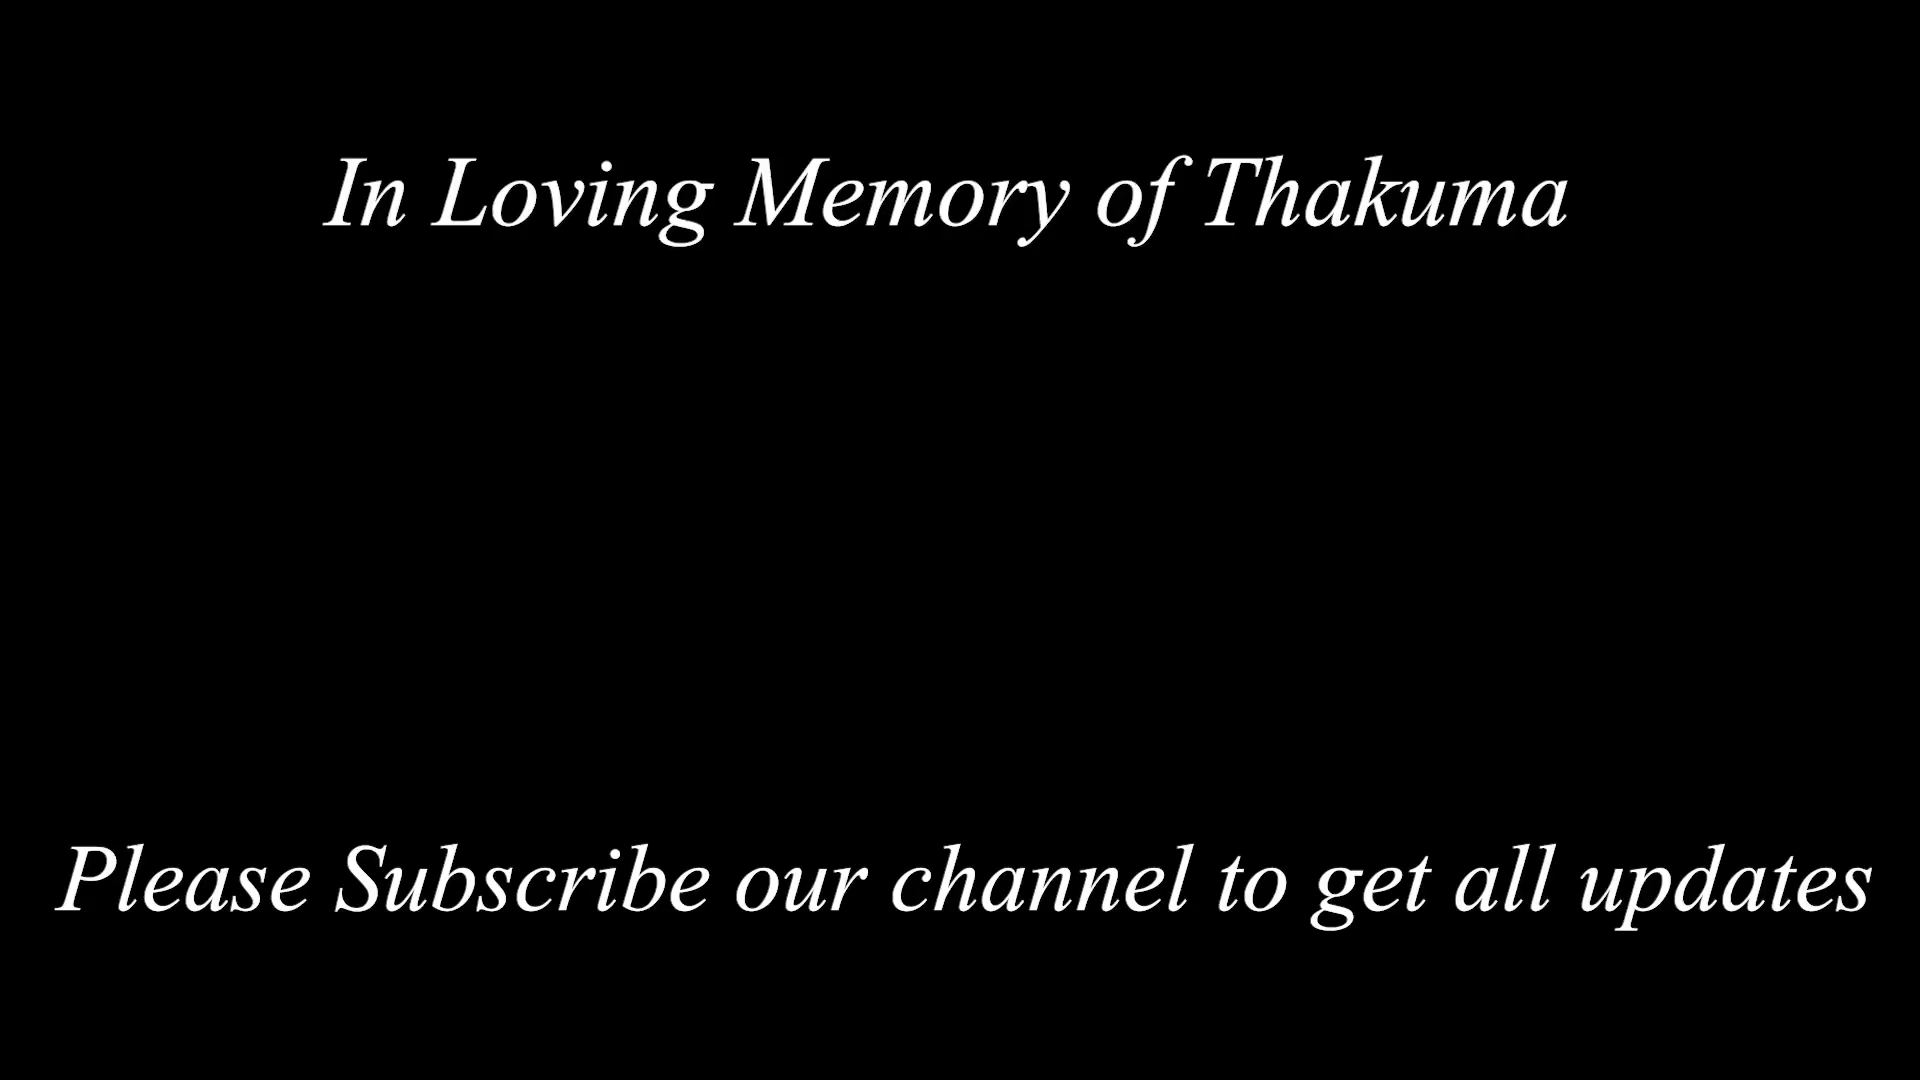 In Loving Memory of Thakuma
Please Subscribe our channel to get all updates